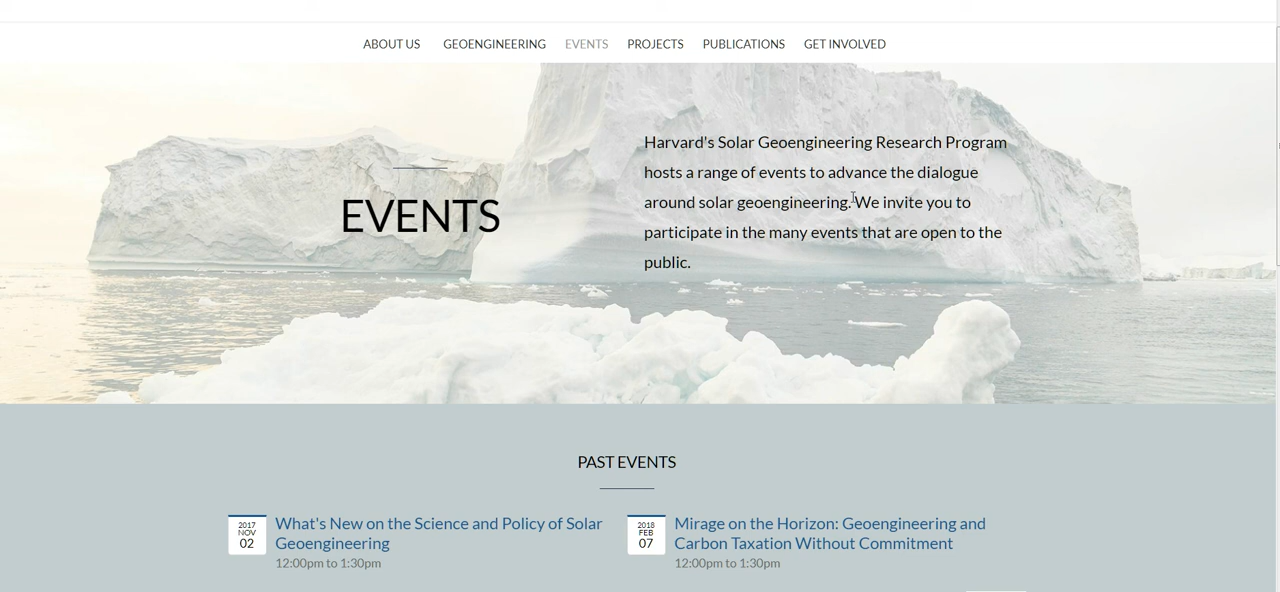 ABOUT US GEOENGINEERING EVENTS PROJECTS PUBLICATIONS GET INVOLVED
EVENTS
Harvard's Solar Geoengineering Research Program
hosts a range of events to advance the dialogue
around solar geoengineering. We invite you to
participate in the many events that are open to the
public.
PAST EVENTS
2017
NOV
02
What's New on the Science and Policy of Solar
Geoengineering
12:00pm to 1:30pm
2018
FEB
07
Mirage on the Horizon: Geoengineering and
Carbon Taxation Without Commitment
12:00pm to 1:30pm